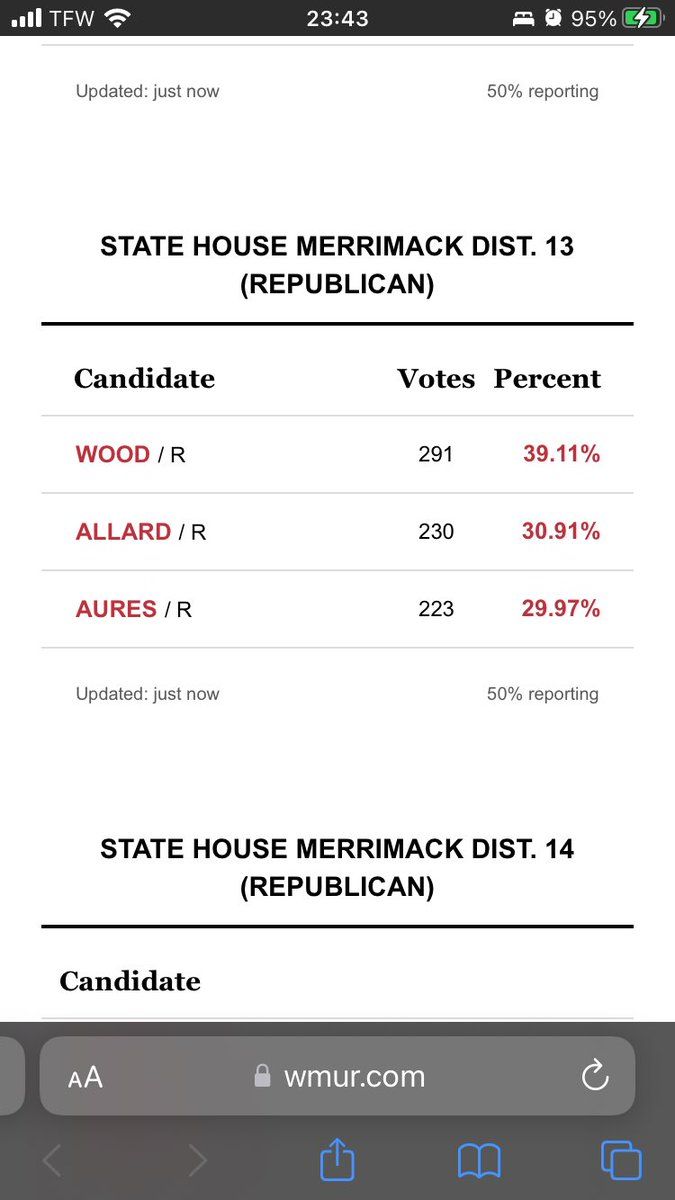 TFW 23:43 95%
Updated: just now 50% reporting
STATE HOUSE MERRIMACK DIST. 13
(REPUBLICAN)
Candidate Votes Percent
WOOD / R 291 39.11%
ALLARD / R 230 30.91%
AURES / R 223 29.97%
Updated: just now 50% reporting
STATE HOUSE MERRIMACK DIST. 14
(REPUBLICAN)
Candidate
AA wmur.com